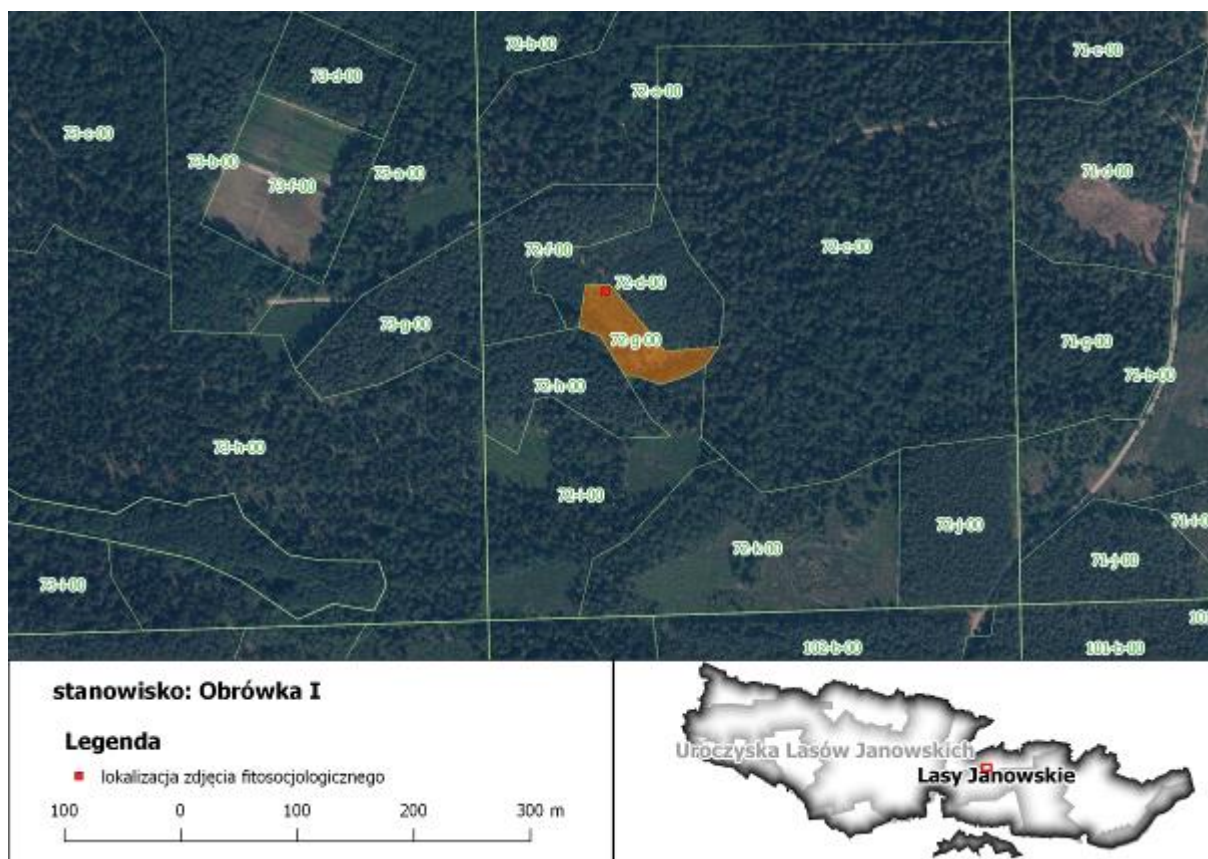 72-b-00
71-c-00
73-d-00
72-a-00
73-c-00
73-b-00
73-a-00
71-d-00
73-f-00
72-f-00
72-c-00
72-d-00
73-g-00
72-g-00
71-g-00
72-h-00
71-b-00
73-h-00
72-i-00
72-k-00
72-j-00
71-j-00
73-i-00
102-b-00
101-b-00
stanowisko: Obrówka I
Legenda
lokalizacja zdjęcia fitosocjologicznego
100 0 100 200 300 m
Uroczyska Lasów Janowskich
Lasy Janowskie